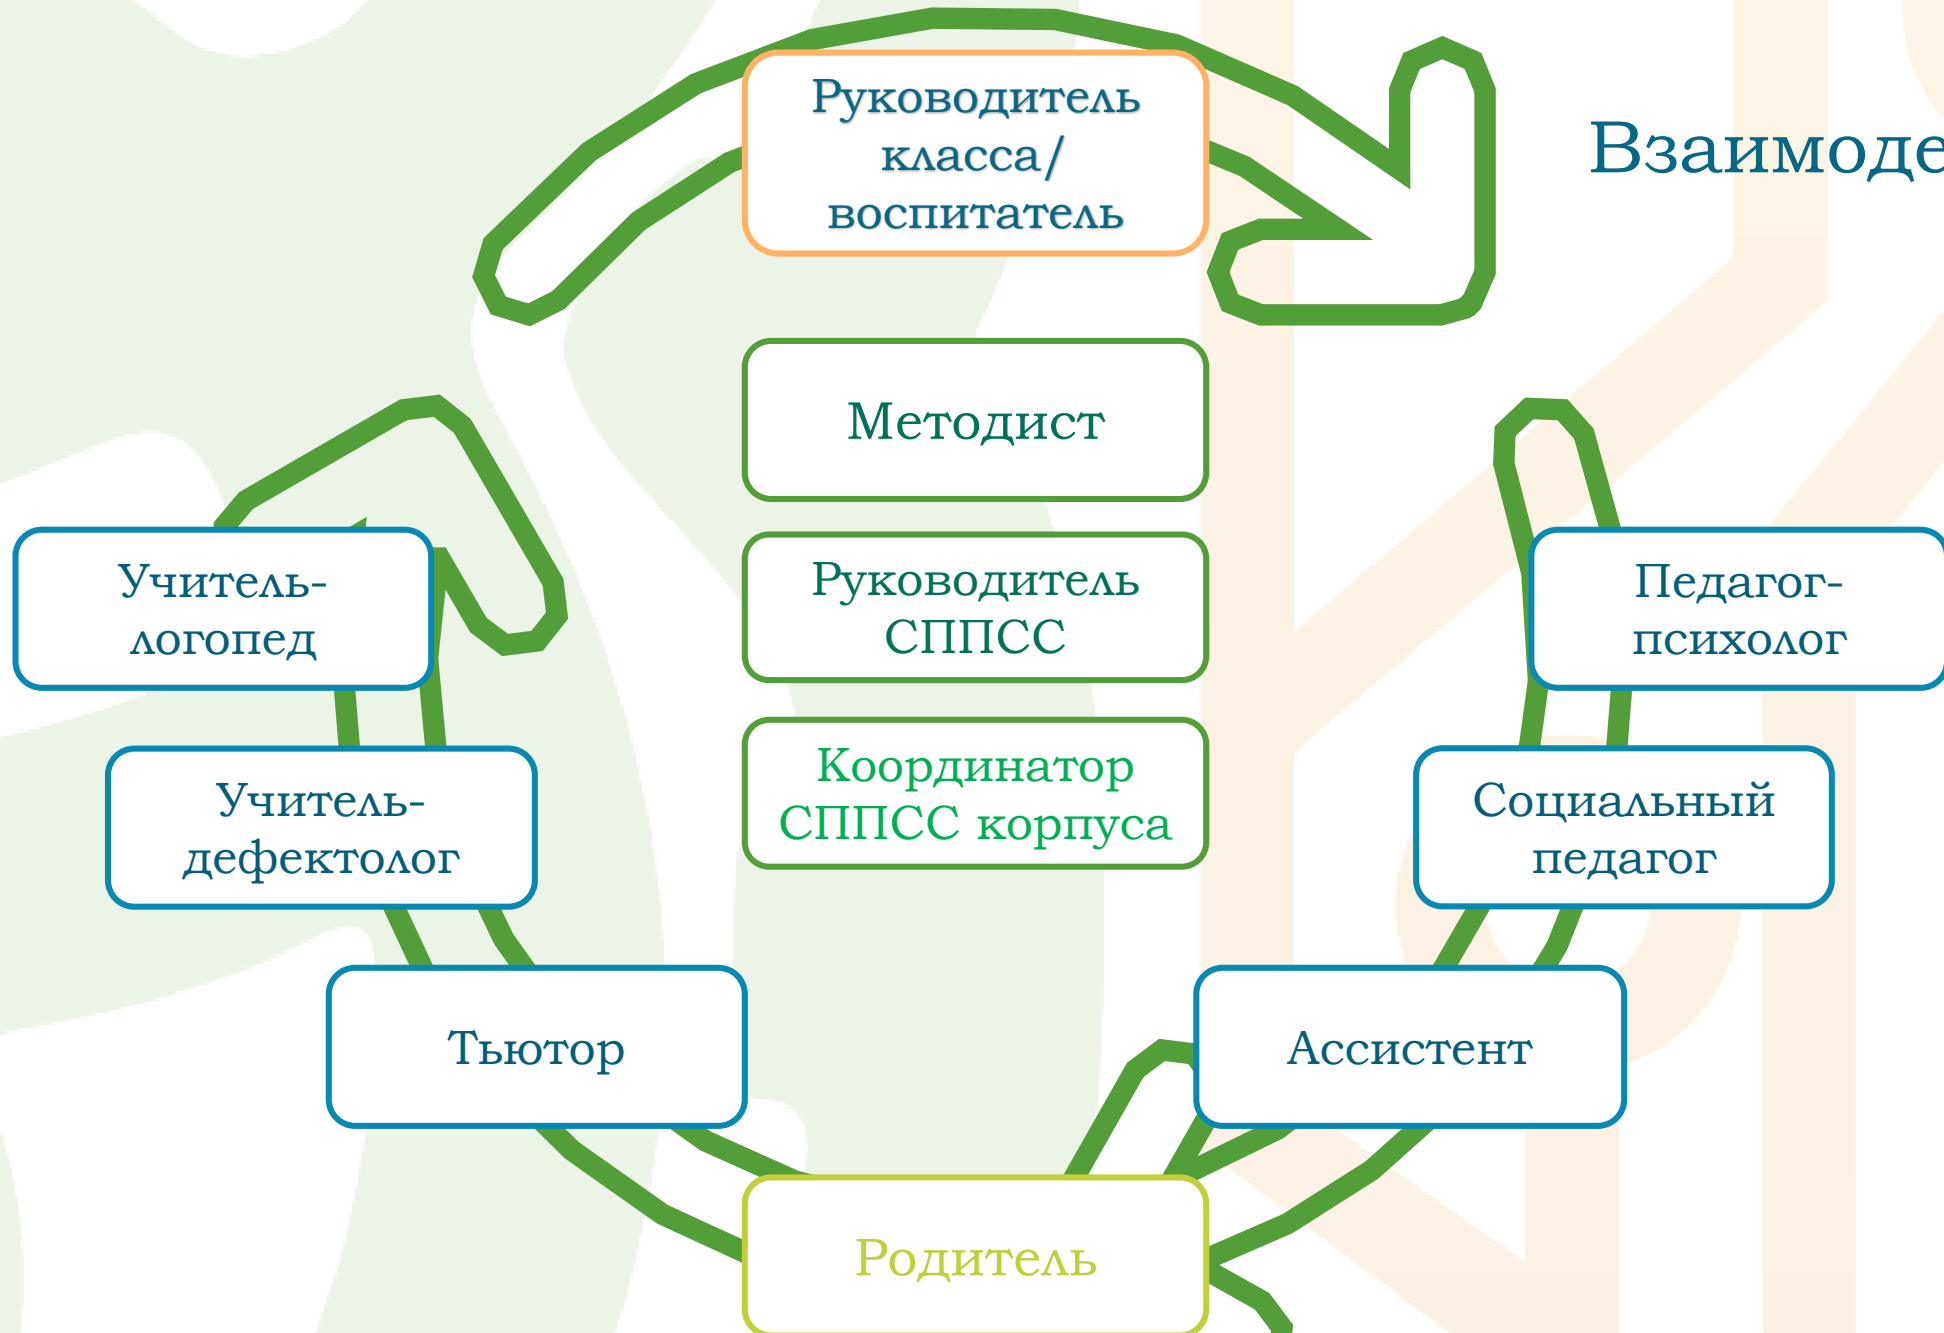 Руководитель
класса/
воспитатель
Методист
Руководитель
СППСС
Координатор
СППСС корпуса
Учитель-
логопед
Учитель-
дефектолог
Тьютор
Педагог-
психолог
Социальный
педагог
Ассистент
Родитель